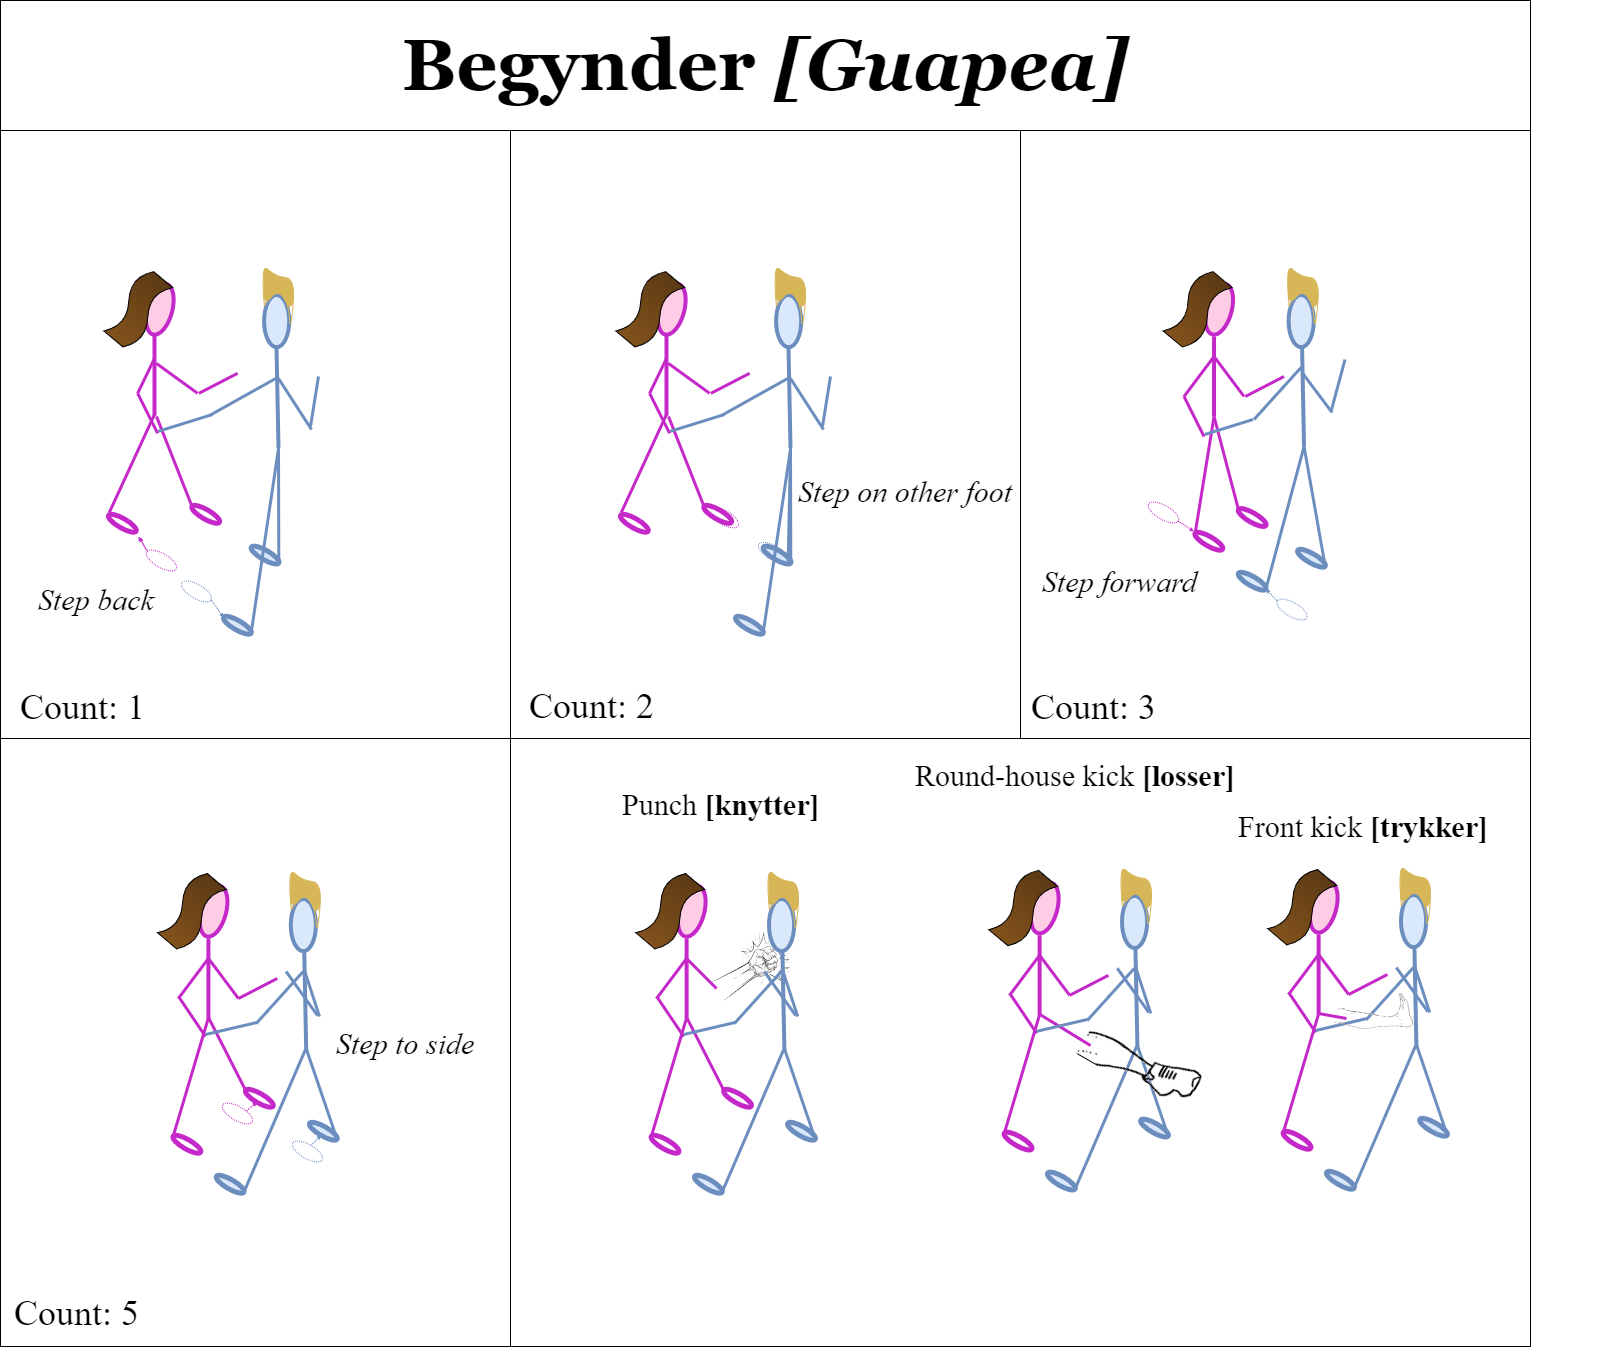 Begynder [Guapea]
Step back
Count: 1
Step on other foot
Count: 2
Step forward
Count: 3
Step to side
Count: 5
Punch [knytter]
Round-house kick [losser]
Front kick [trykker]